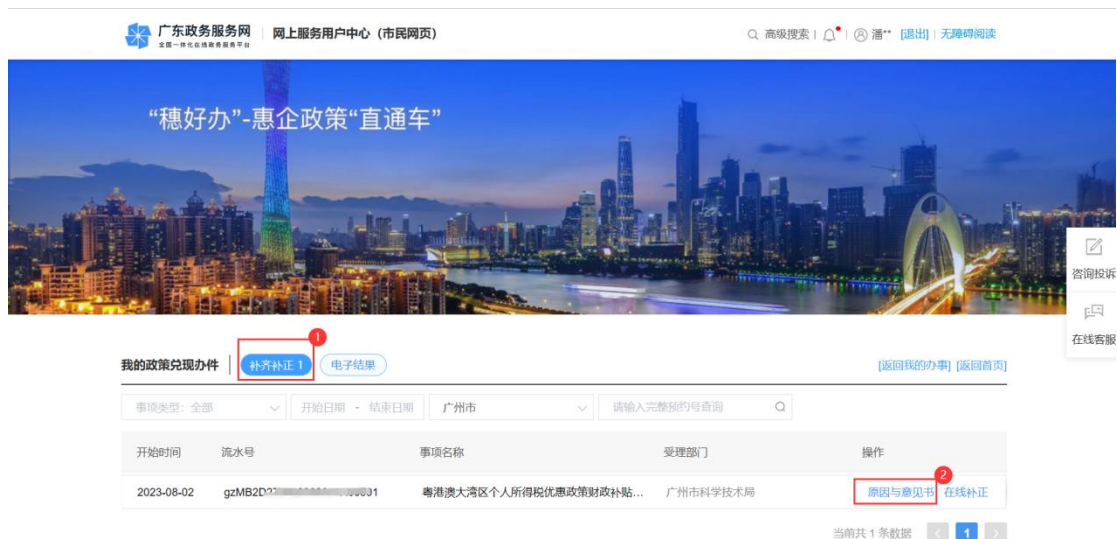 广东政务服务网 网上服务用户中心（市民网页） 高级搜索 | | 潘** [退出] | 无障碍阅读
全国一体化在线政务服务平台
“穗好办”-惠企政策“直通车”
咨询投诉
在线客服
1
我的政策兑现办件 | 补齐补正 1 电子结果 [返回我的办事] [返回首页]
事项类型：全部 开始日期 - 结束日期 广州市 请输入完整预约号查询
开始时间 流水号 事项名称 受理部门 操作
2
2023-08-02 gzMB2D2 粤港澳大湾区个人所得税优惠政策财政补贴... 广州市科学技术局 原因与意见书 在线补正
当前共 1 条数据 < 1 >